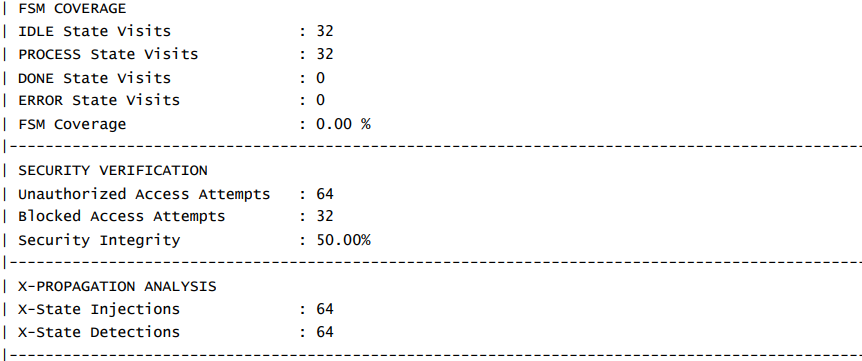 | FSM COVERAGE
| IDLE State Visits : 32
| PROCESS State Visits : 32
| DONE State Visits : 0
| ERROR State Visits : 0
| FSM Coverage : 0.00 %
|-----------------------------------------------------------------------------------------------
| SECURITY VERIFICATION
| Unauthorized Access Attempts : 64
| Blocked Access Attempts : 32
| Security Integrity : 50.00%
|-----------------------------------------------------------------------------------------------
| X-PROPAGATION ANALYSIS
| X-State Injections : 64
| X-State Detections : 64
|-----------------------------------------------------------------------------------------------